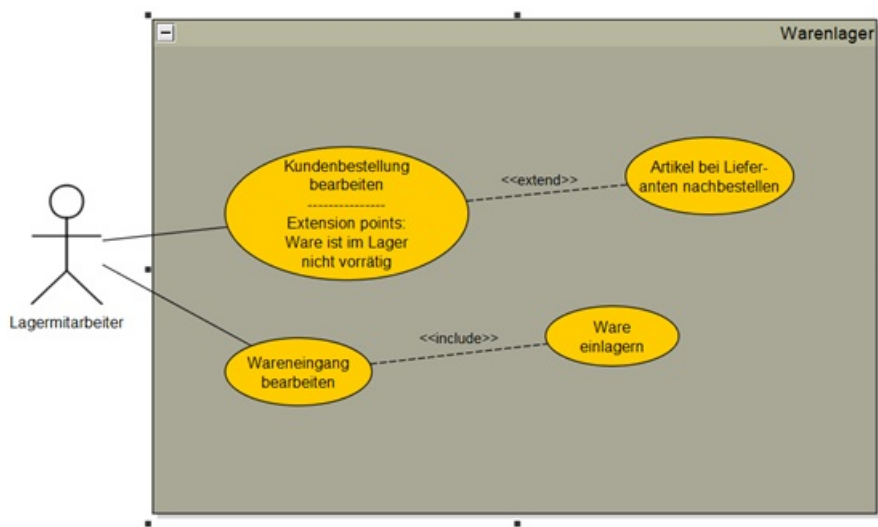 Warenlager
Kundenbestellung
bearbeiten
---------------
Extension points:
Ware ist im Lager
nicht vorrätig
<<extend>>
Artikel bei Liefer-
anten nachbestellen
Lagermitarbeiter
Wareneingang
bearbeiten
<<include>>
Ware
einlagern